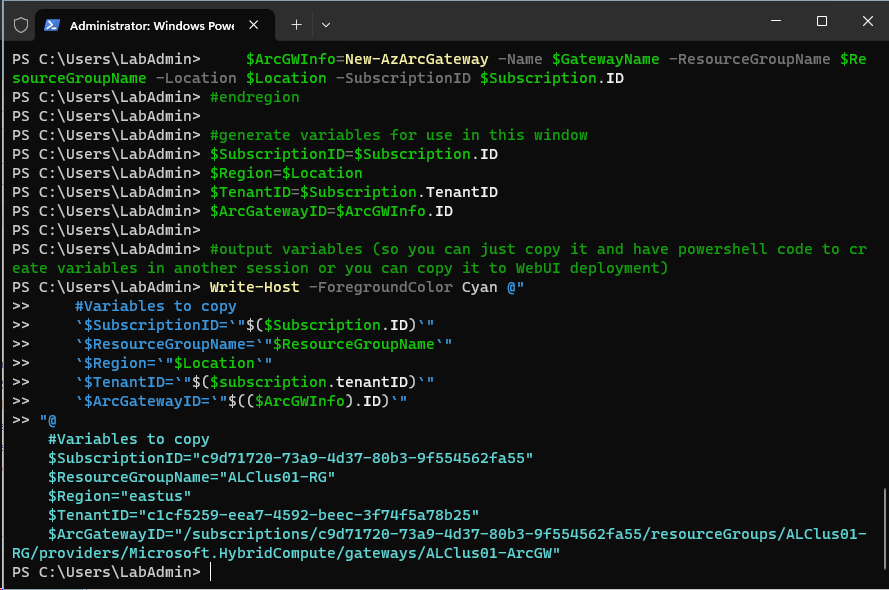 Administrator: Windows Powe
PS C:\Users\LabAdmin>     $ArcGWInfo=New-AzArcGateway -Name $GatewayName -ResourceGroupName $Re
sourceGroupName -Location $Location -SubscriptionID $Subscription.ID
PS C:\Users\LabAdmin> #endregion
PS C:\Users\LabAdmin>
PS C:\Users\LabAdmin> #generate variables for use in this window
PS C:\Users\LabAdmin> $SubscriptionID=$Subscription.ID
PS C:\Users\LabAdmin> $Region=$Location
PS C:\Users\LabAdmin> $TenantID=$Subscription.TenantID
PS C:\Users\LabAdmin> $ArcGatewayID=$ArcGWInfo.ID
PS C:\Users\LabAdmin>
PS C:\Users\LabAdmin> #output variables (so you can just copy it and have powershell code to cr
eate variables in another session or you can copy it to WebUI deployment)
PS C:\Users\LabAdmin> Write-Host -ForegroundColor Cyan @"
>>     #Variables to copy
>>     `$SubscriptionID=`"$($Subscription.ID)`"
>>     `$ResourceGroupName=`"$ResourceGroupName`"
>>     `$Region=`"$Location`"
>>     `$TenantID=`"$($subscription.tenantID)`"
>>     `$ArcGatewayID=`"$(($ArcGWInfo).ID)`"
>> "@
    #Variables to copy
    $SubscriptionID="c9d71720-73a9-4d37-80b3-9f554562fa55"
    $ResourceGroupName="ALClus01-RG"
    $Region="eastus"
    $TenantID="c1cf5259-eea7-4592-beec-3f74f5a78b25"
    $ArcGatewayID="/subscriptions/c9d71720-73a9-4d37-80b3-9f554562fa55/resourceGroups/ALClus01-
RG/providers/Microsoft.HybridCompute/gateways/ALClus01-ArcGW"
PS C:\Users\LabAdmin>